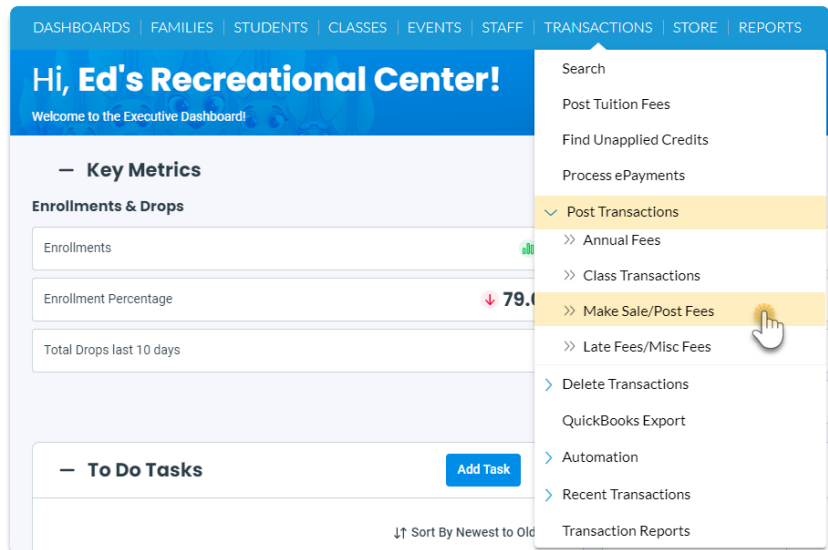 DASHBOARDS | FAMILIES | STUDENTS | CLASSES | EVENTS | STAFF | TRANSACTIONS | STORE | REPORTS
Hi, Ed's Recreational Center!
Welcome to the Executive Dashboard!
Key Metrics
Enrollments & Drops
Enrollments
Enrollment Percentage
79.
Total Drops last 10 days
To Do Tasks
Add Task
Sort By Newest to Old
Search
Post Tuition Fees
Find Unapplied Credits
Process ePayments
Post Transactions
Annual Fees
Class Transactions
Make Sale/Post Fees
Late Fees/Misc Fees
Delete Transactions
QuickBooks Export
Automation
Recent Transactions
Transaction Reports